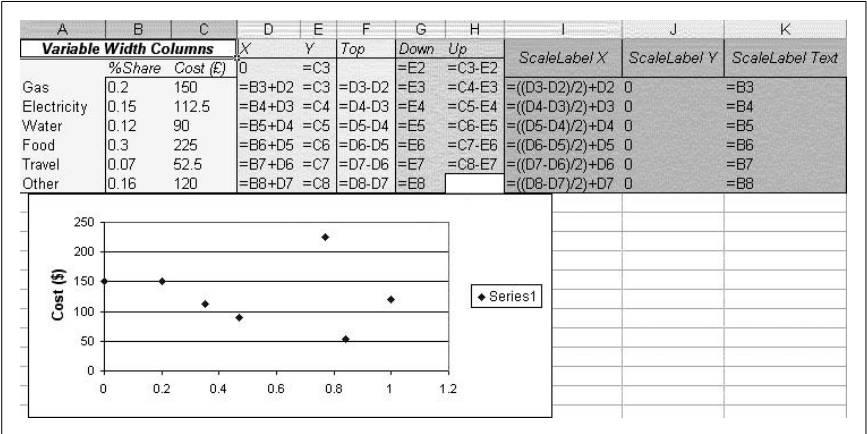 A B C D E F G H I J K
Variable Width Columns X Y Top Down Up ScaleLabel X ScaleLabel Y ScaleLabel Text
%Share Cost (£) 0 =C3 =E2 =C3-E2
Gas 0.2 150 =B3+D2 =C3 =D3-D2 =E3 =C4-E3 =((D3-D2)/2)+D2 0 =B3
Electricity 0.15 112.5 =B4+D3 =C4 =D4-D3 =E4 =C5-E4 =((D4-D3)/2)+D3 0 =B4
Water 0.12 90 =B5+D4 =C5 =D5-D4 =E5 =C6-E5 =((D5-D4)/2)+D4 0 =B5
Food 0.3 225 =B6+D5 =C6 =D6-D5 =E6 =C7-E6 =((D6-D5)/2)+D5 0 =B6
Travel 0.07 52.5 =B7+D6 =C7 =D7-D6 =E7 =C8-E7 =((D7-D6)/2)+D6 0 =B7
Other 0.16 120 =B8+D7 =C8 =D8-D7 =E8 =((D8-D7)/2)+D7 0 =B8
250
200
150
100
50
0
Cost ($)
0 0.2 0.4 0.6 0.8 1 1.2
Series1